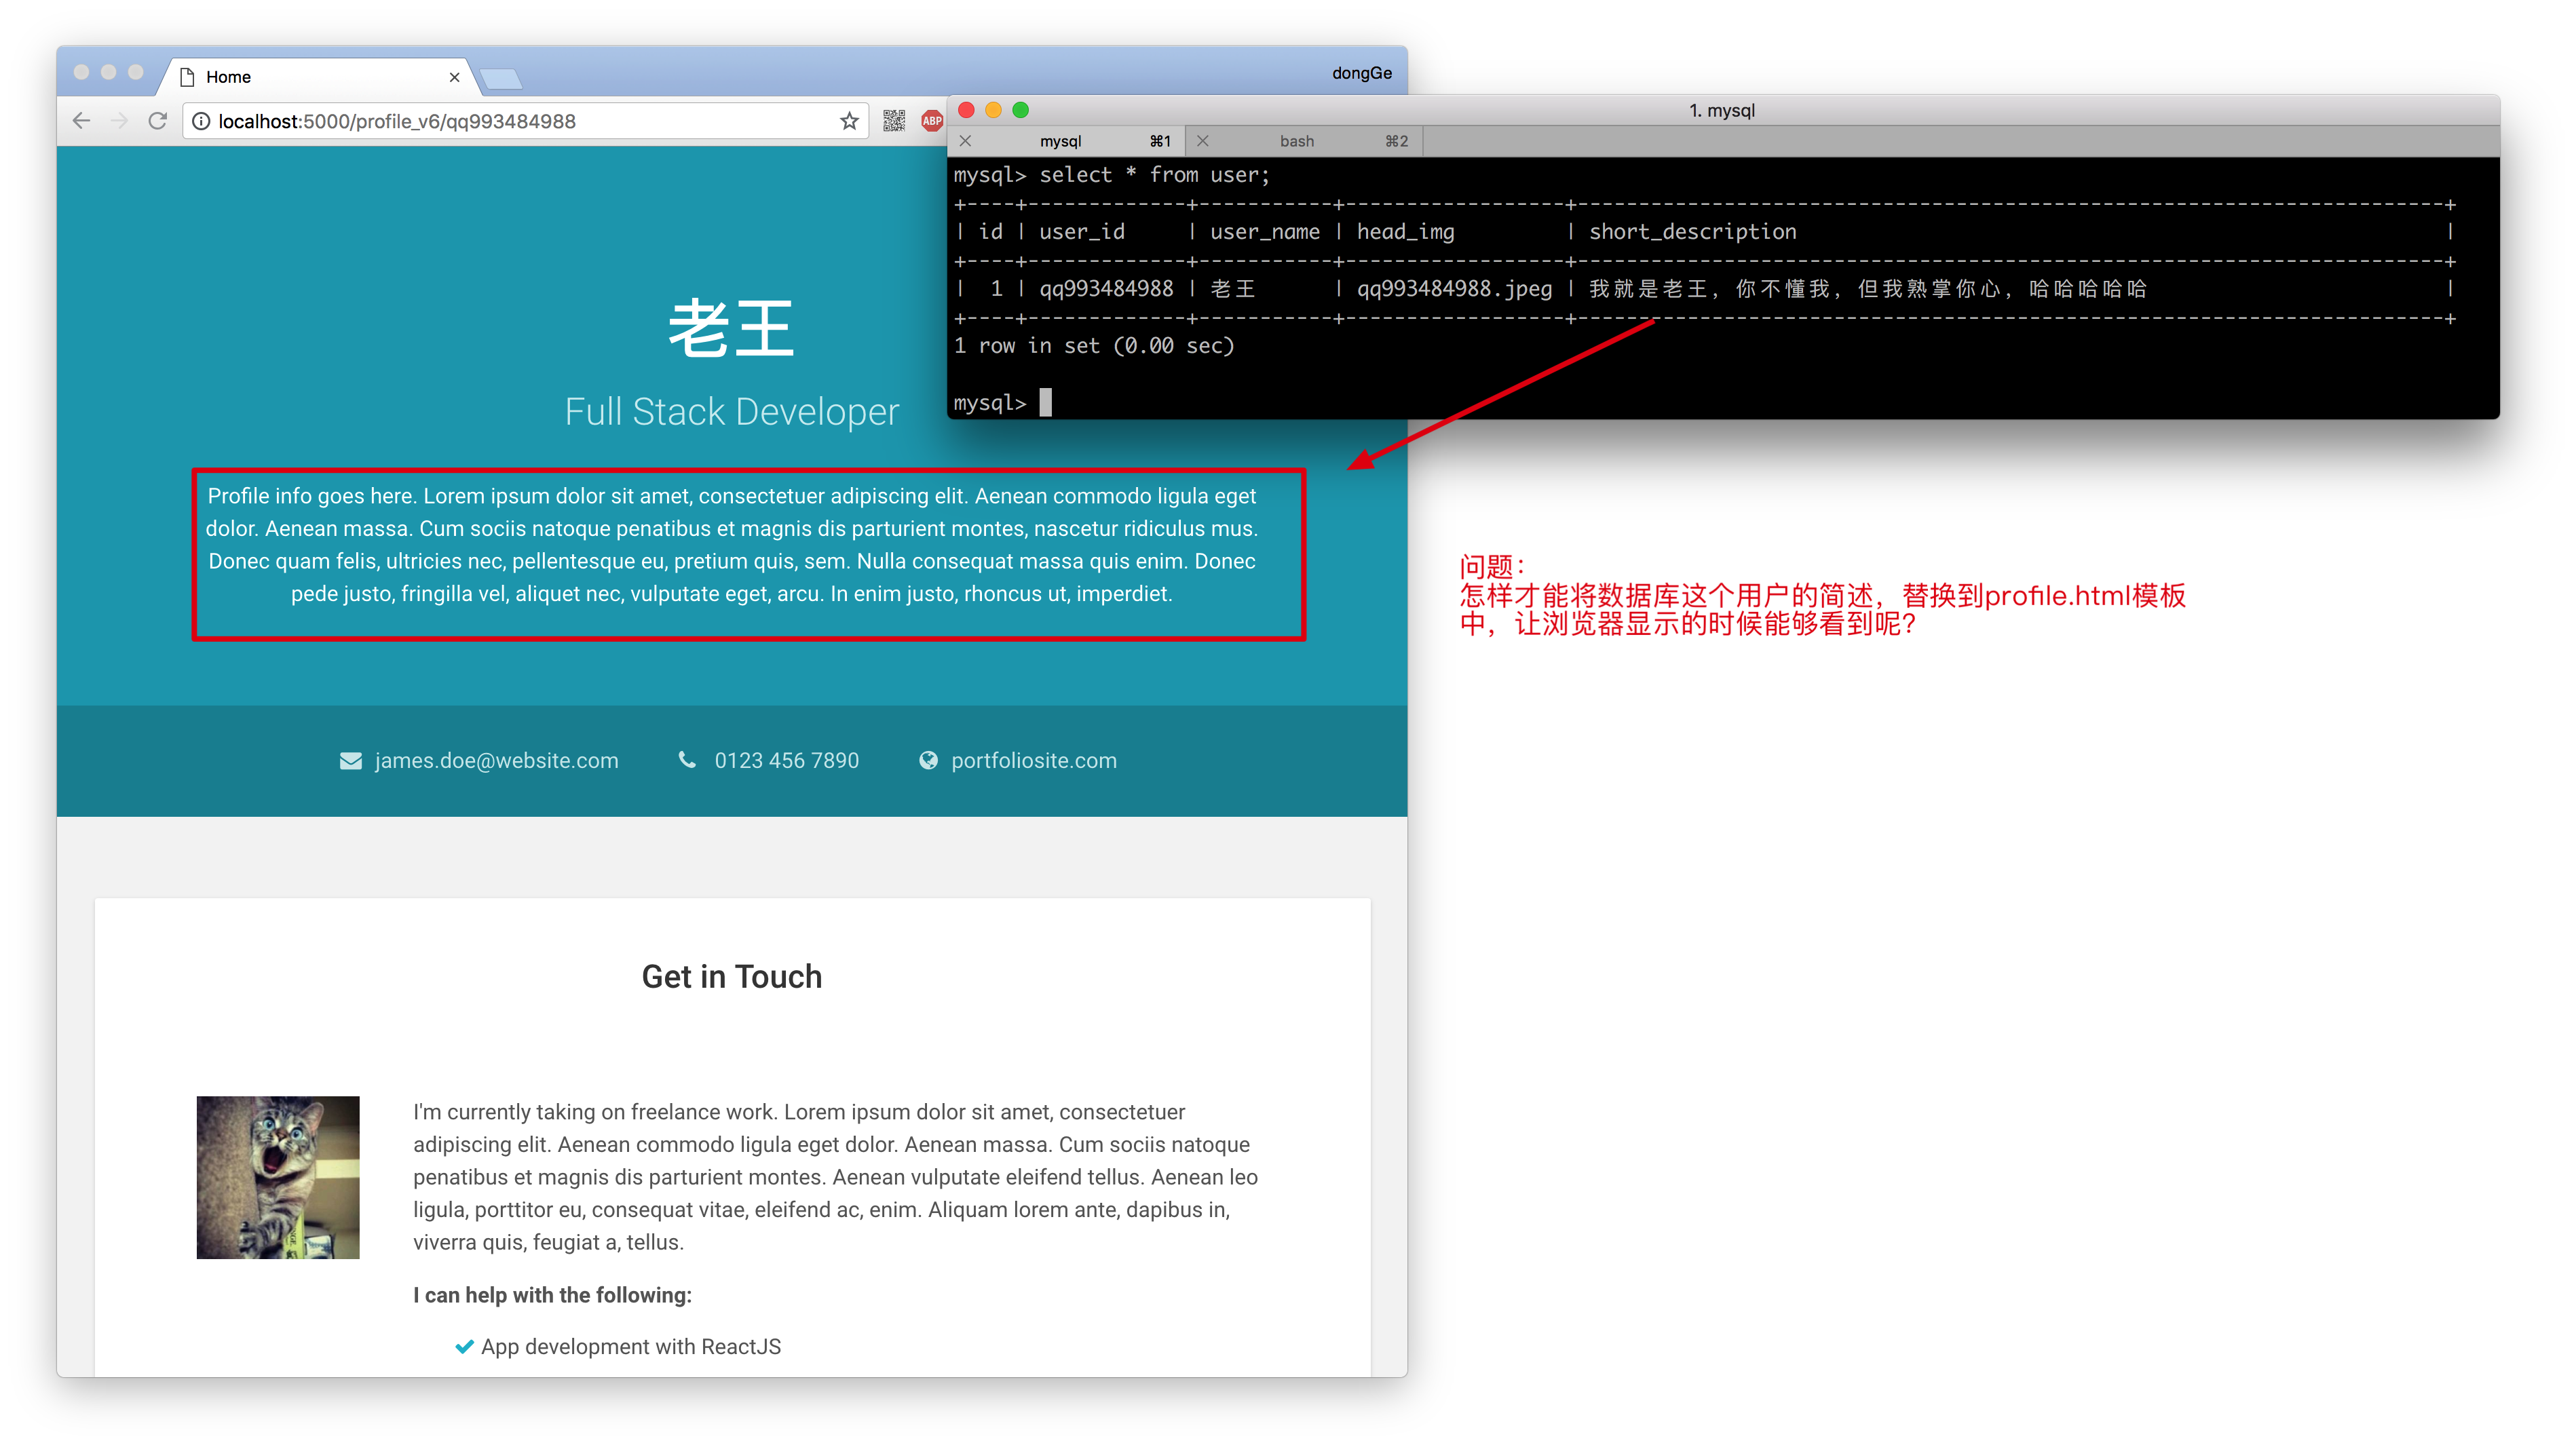 Home
dongGe
localhost:5000/profile_v6/qq993484988
ABP
1. mysql
mysql ⌘1 bash ⌘2
mysql> select * from user;
+----+-------------+-----------+------------------+-----------------------------------------------------------------------+
| id | user_id | user_name | head_img | short_description |
+----+-------------+-----------+------------------+-----------------------------------------------------------------------+
| 1 | qq993484988 | 老王 | qq993484988.jpeg | 我就是老王，你不懂我，但我熟掌你心，哈哈哈哈哈 |
+----+-------------+-----------+------------------+-----------------------------------------------------------------------+
1 row in set (0.00 sec)
mysql>
老王
Full Stack Developer
Profile info goes here. Lorem ipsum dolor sit amet, consectetuer adipiscing elit. Aenean commodo ligula eget
dolor. Aenean massa. Cum sociis natoque penatibus et magnis dis parturient montes, nascetur ridiculus mus.
Donec quam felis, ultricies nec, pellentesque eu, pretium quis, sem. Nulla consequat massa quis enim. Donec
pede justo, fringilla vel, aliquet nec, vulputate eget, arcu. In enim justo, rhoncus ut, imperdiet.
问题：
怎样才能将数据库这个用户的简述，替换到profile.html模板
中，让浏览器显示的时候能够看到呢？
james.doe@website.com 0123 456 7890 portfoliosite.com
Get in Touch
I'm currently taking on freelance work. Lorem ipsum dolor sit amet, consectetuer
adipiscing elit. Aenean commodo ligula eget dolor. Aenean massa. Cum sociis natoque
penatibus et magnis dis parturient montes. Aenean vulputate eleifend tellus. Aenean leo
ligula, porttitor eu, consequat vitae, eleifend ac, enim. Aliquam lorem ante, dapibus in,
viverra quis, feugiat a, tellus.
I can help with the following:
App development with ReactJS